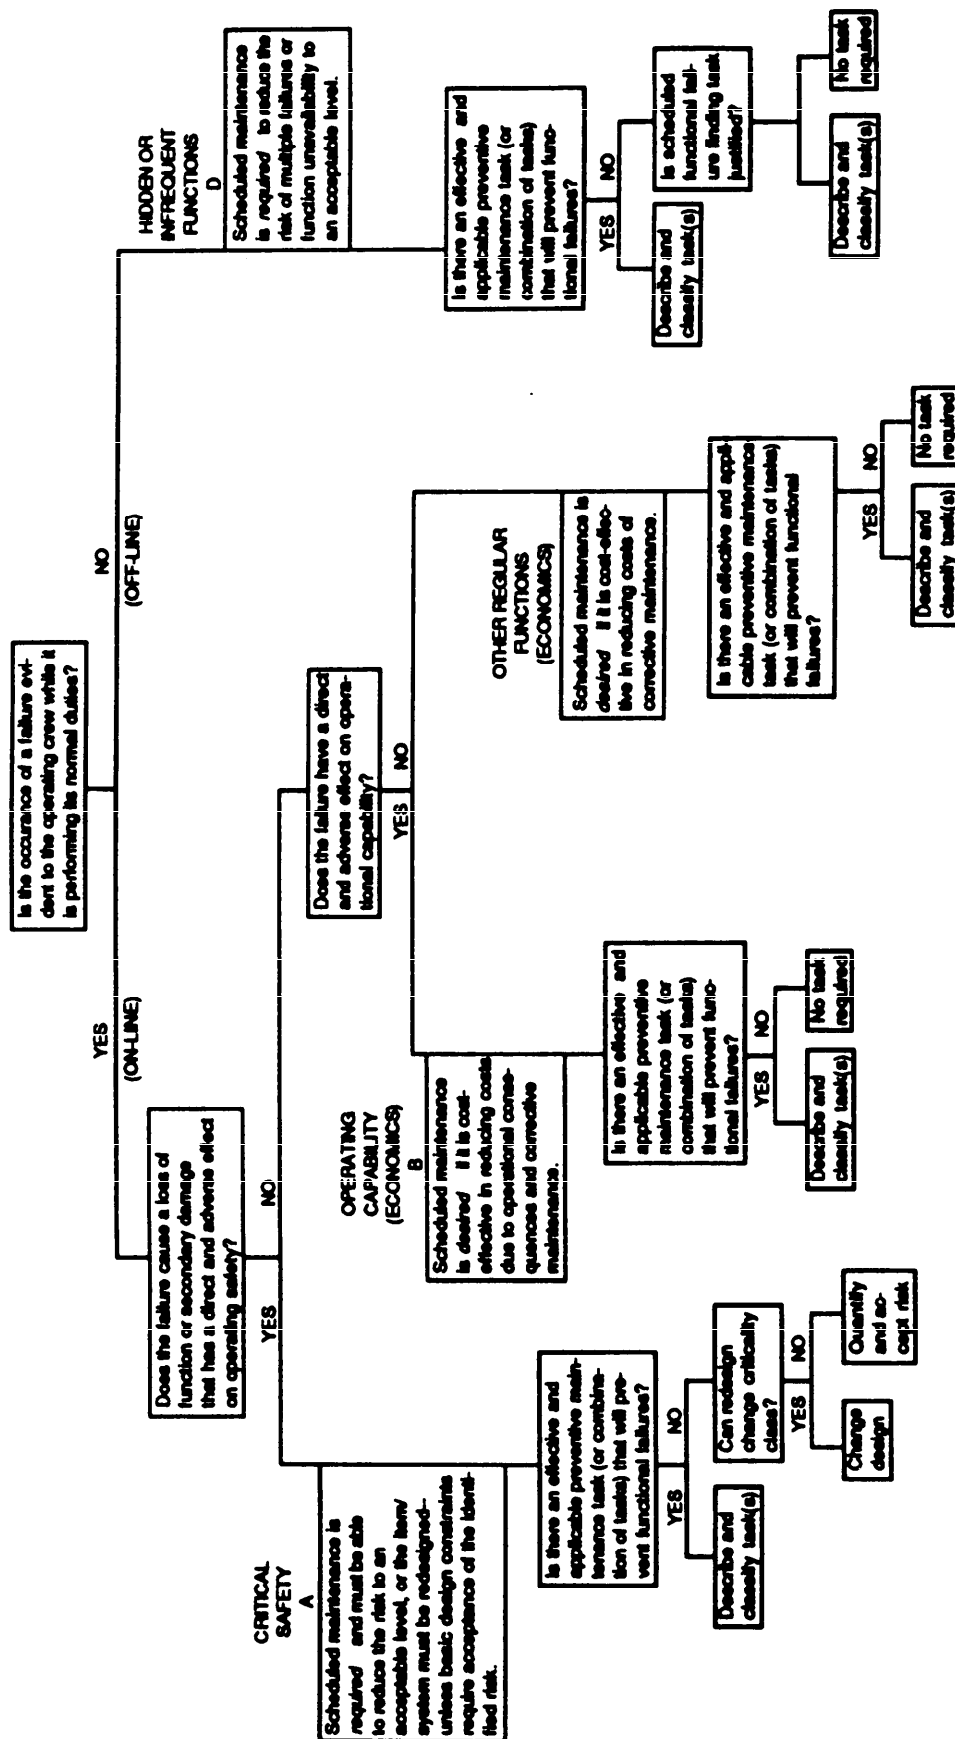 Is the occurance of a failure evi-
dent to the operating crew while it
is performing its normal duties?
YES
(ON-LINE)
NO
(OFF-LINE)
Does the failure cause a loss of
function or secondary damage
that has a direct and adverse effect
on operating safety?
YES
NO
CRITICAL
SAFETY
A
Scheduled maintenance is
required and must be able
to reduce the risk to an
acceptable level, or the item/
system must be redesigned--
unless basic design constraints
require acceptance of the identi-
fied risk.
Is there an effective and
applicable preventive main-
tenance task (or combina-
tion of tasks) that will pre-
vent functional failures?
YES
NO
Describe and
classify task(s)
Can redesign
change criticality
class?
YES
NO
Change
design
Quantify
and ac-
cept risk
Does the failure have a direct
and adverse effect on opera-
tional capability?
YES
NO
OPERATING
CAPABILITY
(ECONOMICS)
B
Scheduled maintenance
is desired if it is cost-
effective in reducing costs
due to operational conse-
quences and corrective
maintenance.
Is there an effective and
applicable preventive
maintenance task (or
combination of tasks)
that will prevent func-
tional failures?
YES
NO
Describe and
classify task(s)
No task
required
OTHER REGULAR
FUNCTIONS
(ECONOMICS)
Scheduled maintenance is
desired if it is cost-effec-
tive in reducing costs of
corrective maintenance.
Is there an effective and appli-
cable preventive maintenance
task (or combination of tasks)
that will prevent functional
failures?
YES
NO
Describe and
classify task(s)
No task
required
HIDDEN OR
INFREQUENT
FUNCTIONS
D
Scheduled maintenance
is required to reduce the
risk of multiple failures or
function unavailability to
an acceptable level.
Is there an effective and
applicable preventive
maintenance task (or
combination of tasks)
that will prevent func-
tional failures?
YES
NO
Describe and
classify task(s)
Is scheduled
functional fail-
ure finding task
justified?
Describe and
classify task(s)
No task
required